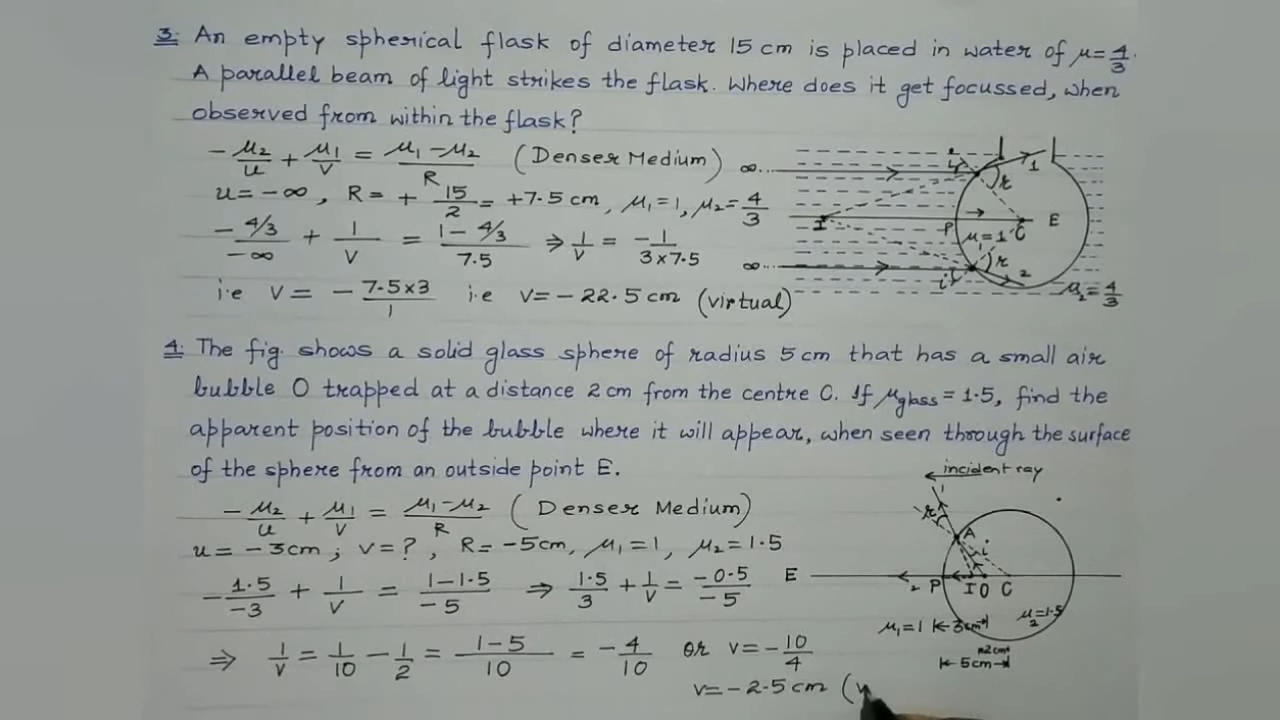 3. An empty spherical flask of diameter 15 cm is placed in water of μ = 4/3.
A parallel beam of light strikes the flask. Where does it get focussed, when
observed from within the flask?
-μ₂/u + μ₁/v = μ₁-μ₂/R (Denser Medium)
u = -∞, R = + 15/2 = +7.5 cm, μ₁ = 1, μ₂ = 4/3
-4/3/-∞ + 1/v = 1-4/3/7.5 ⇒ 1/v = -1/3×7.5
i.e v = -7.5×3/1 i.e v = -22.5 cm (virtual)
∞
∞
i
r
1
I
P
C
E
μ₁=1
r
i
2
μ₂ = 4/3
4. The fig. shows a solid glass sphere of radius 5 cm that has a small air
bubble O trapped at a distance 2 cm from the centre C. If μglass = 1.5, find the
apparent position of the bubble where it will appear, when seen through the surface
of the sphere from an outside point E.
-μ₂/u + μ₁/v = μ₁-μ₂/R (Denser Medium)
u = -3cm ; v = ? , R = -5cm, μ₁ = 1, μ₂ = 1.5
-1.5/-3 + 1/v = 1-1.5/-5 ⇒ 1.5/3 + 1/v = -0.5/-5
⇒ 1/v = 1/10 - 1/2 = 1-5/10 = -4/10 or v = -10/4
v = -2.5 cm (v
incident ray
1
r
A
i
E
2
P
I
O
C
μ₁ = 1
3cm
μ₂=1.5
2cm
5cm